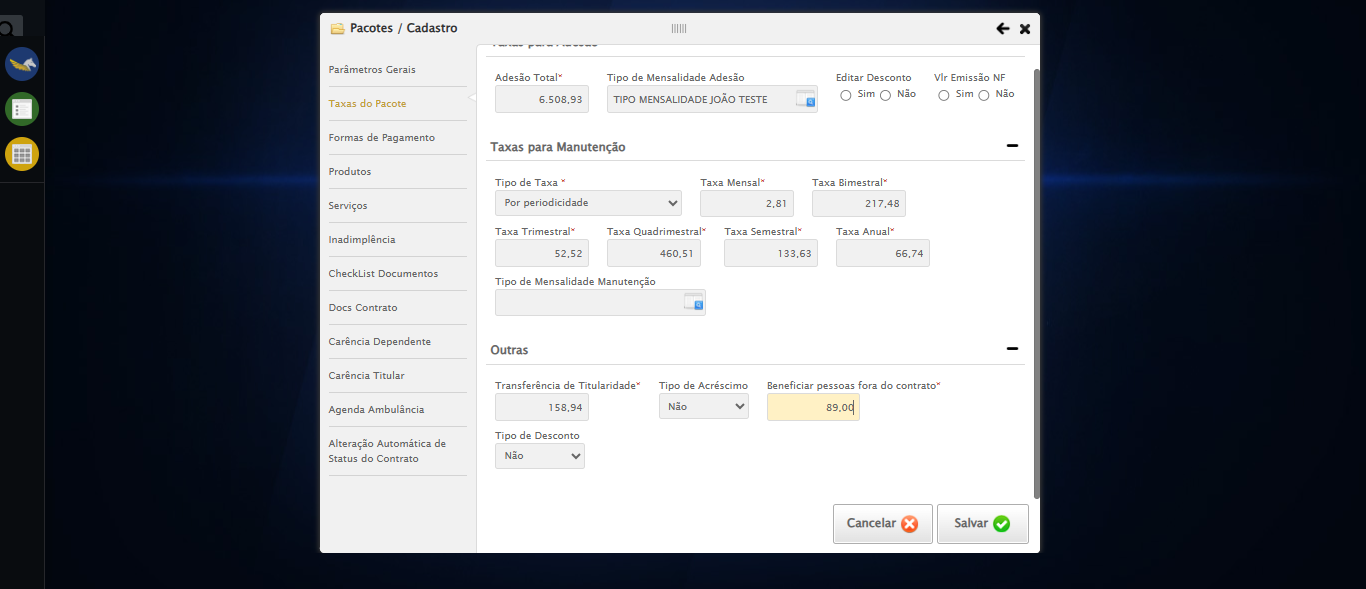 Pacotes / Cadastro
Parâmetros Gerais
Taxas do Pacote
Formas de Pagamento
Produtos
Serviços
Inadimplência
CheckList Documentos
Docs Contrato
Carência Dependente
Carência Titular
Agenda Ambulância
Alteração Automática de
Status do Contrato
Taxas para Adesão
Adesão Total* Tipo de Mensalidade Adesão Editar Desconto Vlr Emissão NF
6.508,93 TIPO MENSALIDADE JOÃO TESTE Sim Não Sim Não
Taxas para Manutenção
Tipo de Taxa * Taxa Mensal* Taxa Bimestral*
Por periodicidade 2,81 217,48
Taxa Trimestral* Taxa Quadrimestral* Taxa Semestral* Taxa Anual*
52,52 460,51 133,63 66,74
Tipo de Mensalidade Manutenção
Outras
Transferência de Titularidade* Tipo de Acréscimo Beneficiar pessoas fora do contrato*
158,94 Não 89,00
Tipo de Desconto
Não
Cancelar Salvar